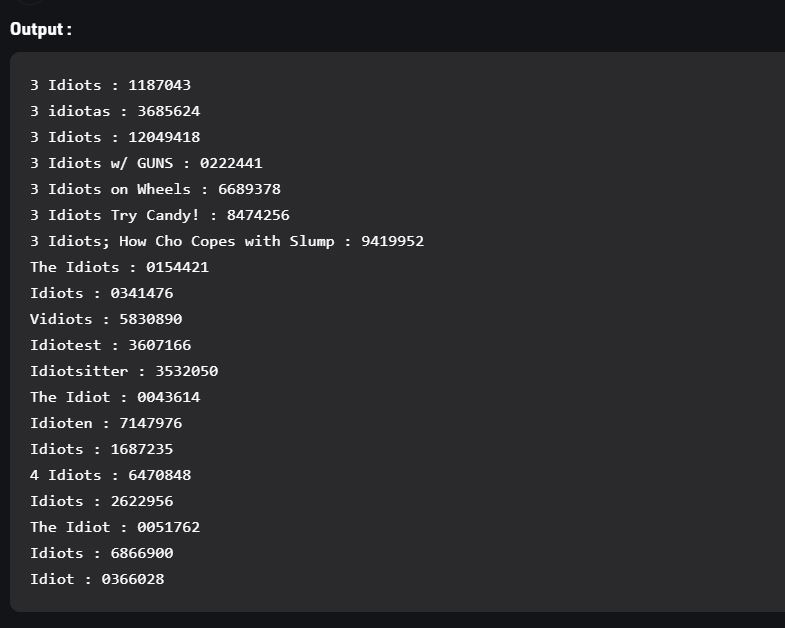 Output :
3 Idiots : 1187043
3 idiotas : 3685624
3 Idiots : 12049418
3 Idiots w/ GUNS : 0222441
3 Idiots on Wheels : 6689378
3 Idiots Try Candy! : 8474256
3 Idiots; How Cho Copes with Slump : 9419952
The Idiots : 0154421
Idiots : 0341476
Vidiots : 5830890
Idiotest : 3607166
Idiotsitter : 3532050
The Idiot : 0043614
Idioten : 7147976
Idiots : 1687235
4 Idiots : 6470848
Idiots : 2622956
The Idiot : 0051762
Idiots : 6866900
Idiot : 0366028